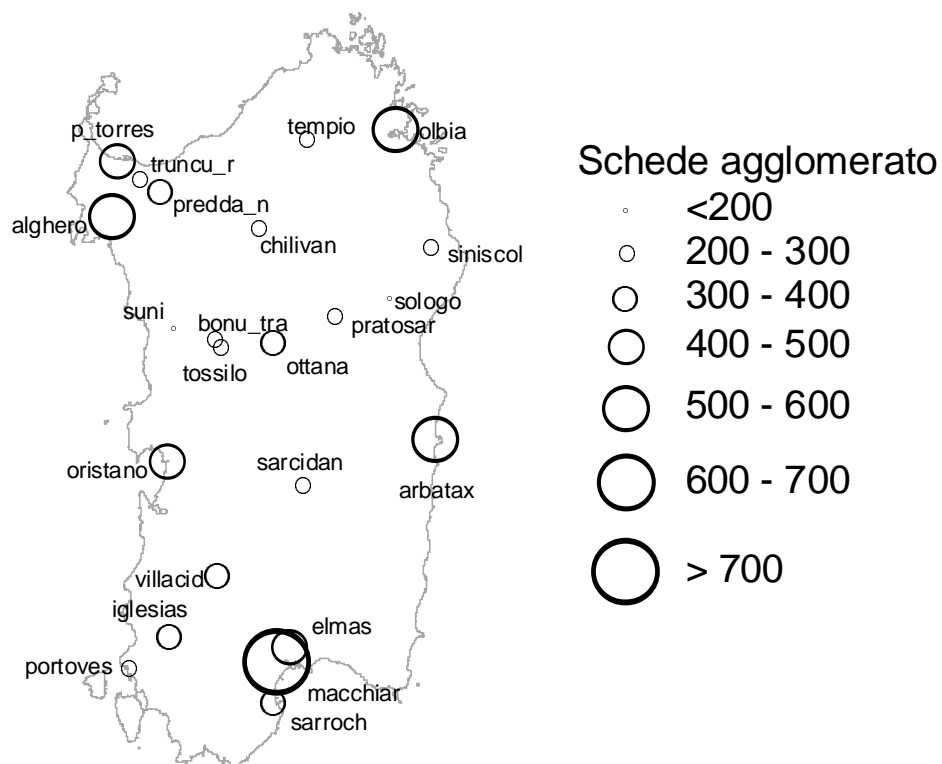 tempio
olbia
p_torres
truncu_r
predda_n
alghero
chilivan
siniscol
suni
sologo
bonu_tra
pratosar
tossilo
ottana
oristano
sarcidan
arbatax
villacid
iglesias
elmas
portoves
macchiar
sarroch
Schede agglomerato
<200
200 - 300
300 - 400
400 - 500
500 - 600
600 - 700
> 700